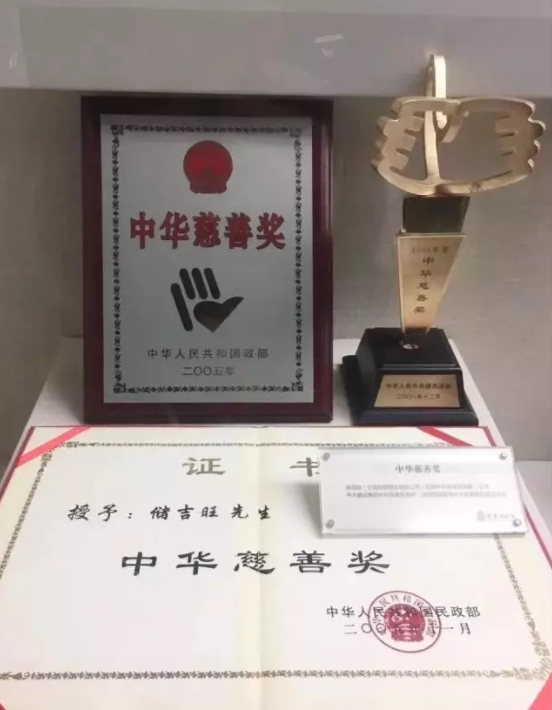 中华慈善奖
中华人民共和国政部
二〇〇五年
中华慈善奖
中华人民共和国民政部
证 书
授予：储吉旺先生
中华慈善奖
中华人民共和国民政部
十一月
中华慈善奖